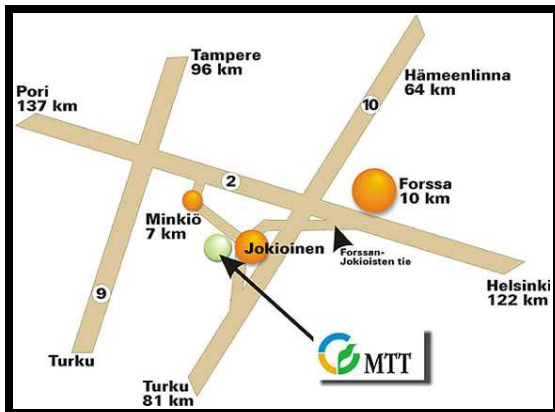 Tampere
96 km
Hämeenlinna
64 km
Pori
137 km
10
2
Forssa
10 km
Minkiö
7 km
Jokioinen
Forssan-
Jokioisten tie
Helsinki
122 km
9
Turku
MTT
Turku
81 km